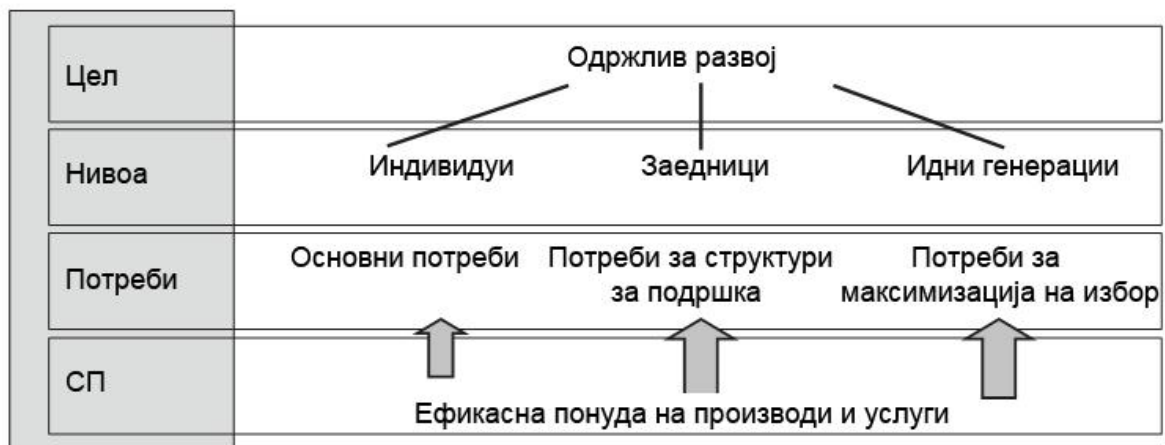 Цел
Одржлив развој
Нивоа
Индивидуи
Заедници
Идни генерации
Потреби
Основни потреби
Потреби за структури
за подршка
Потреби за
максимизација на избор
СП
Ефикасна понуда на производи и услуги